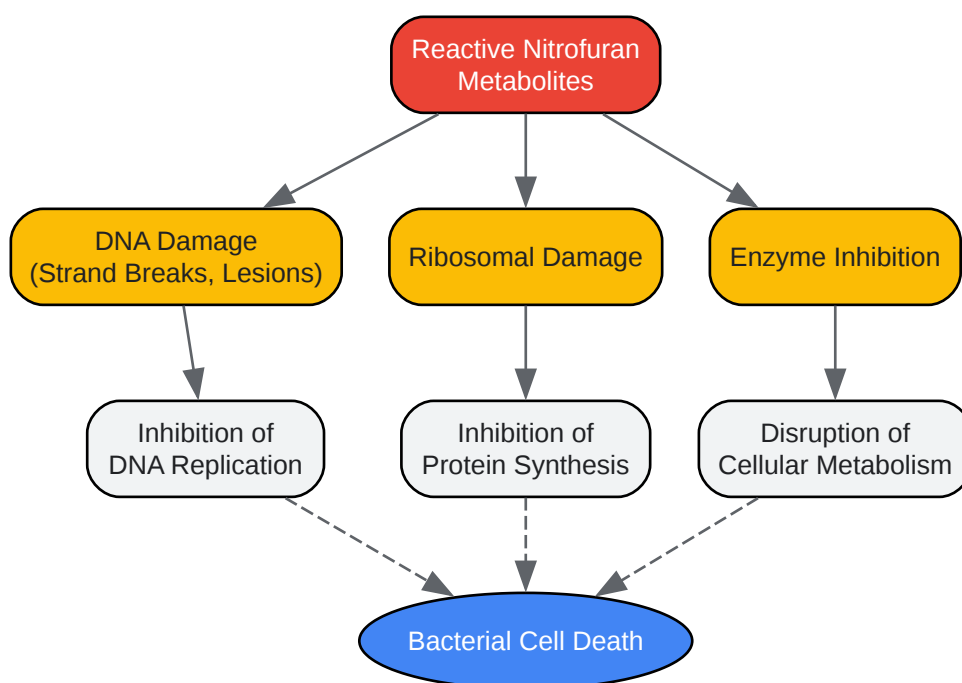 Reactive Nitrofuran
Metabolites
DNA Damage
(Strand Breaks, Lesions)
Ribosomal Damage
Enzyme Inhibition
Inhibition of
DNA Replication
Inhibition of
Protein Synthesis
Disruption of
Cellular Metabolism
Bacterial Cell Death